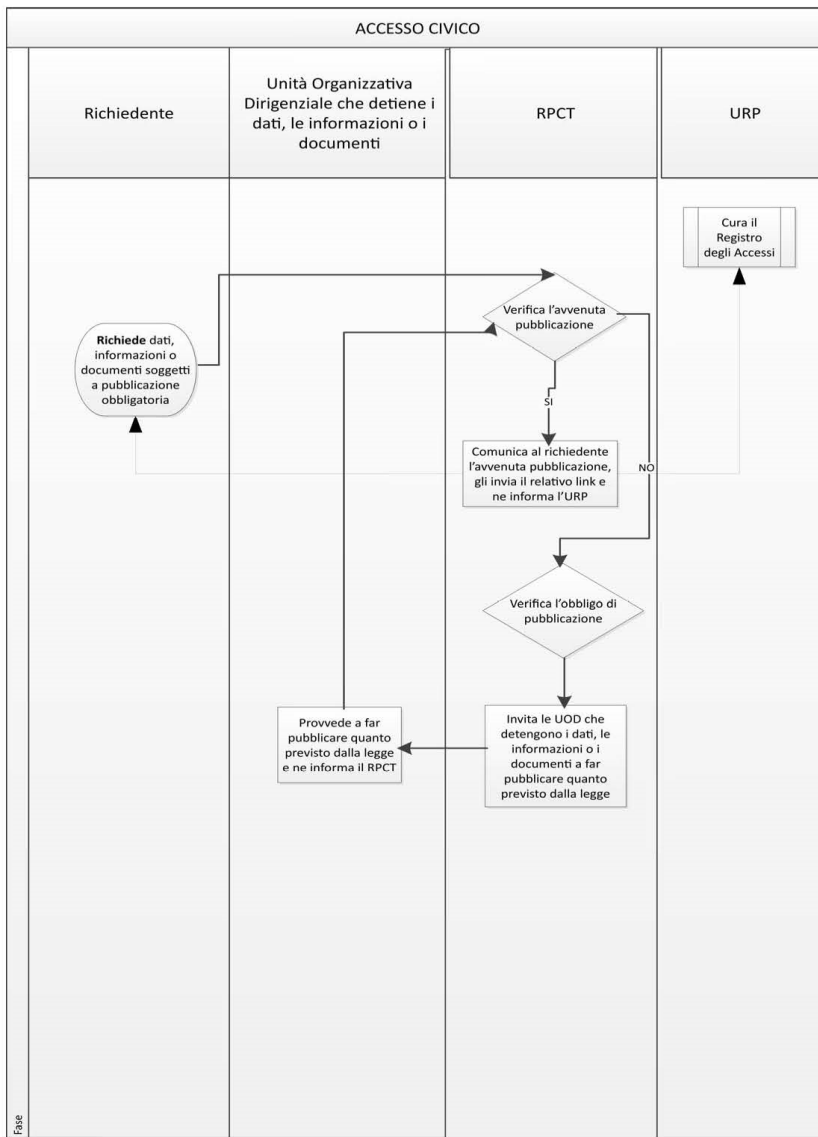 ACCESSO CIVICO
Richiedente
Unità Organizzativa
Dirigenziale che detiene i
dati, le informazioni o i
documenti
RPCT
URP
Cura il
Registro
degli Accessi
Verifica l’avvenuta
pubblicazione
Richiede dati,
informazioni o
documenti soggetti
a pubblicazione
obbligatoria
SI
Comunica al richiedente
l’avvenuta pubblicazione,
gli invia il relativo link e
ne informa l’URP
NO
Verifica l’obbligo di
pubblicazione
Provvede a far
pubblicare quanto
previsto dalla legge
e ne informa il RPCT
Invita le UOD che
detengono i dati, le
informazioni o i
documenti a far
pubblicare quanto
previsto dalla legge
Fase